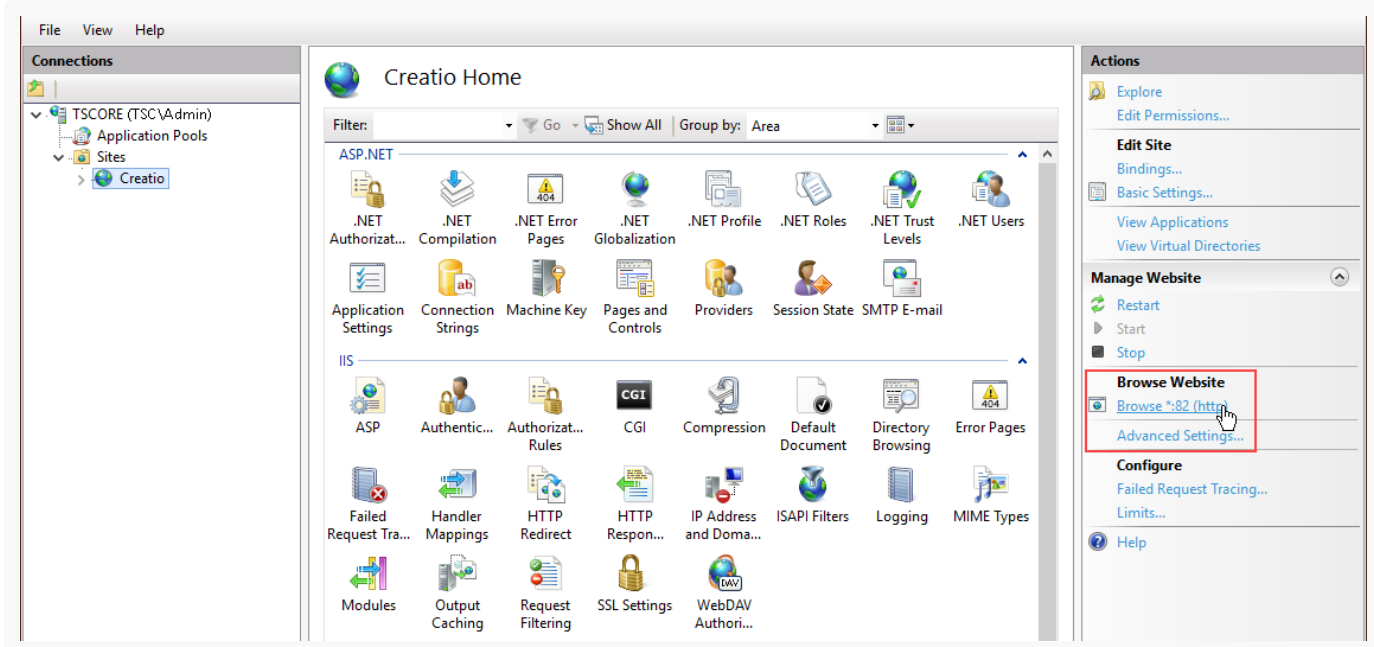 File View Help
Connections
TSCORE (TSC\Admin)
Application Pools
Sites
Creatio
Creatio Home
Filter: Go Show All Group by: Area
ASP.NET
.NET Authorizat...
.NET Compilation
404
.NET Error Pages
.NET Globalization
.NET Profile
.NET Roles
.NET Trust Levels
.NET Users
Application Settings
ab
Connection Strings
Machine Key
Pages and Controls
Providers
Session State
SMTP E-mail
IIS
ASP
Authentic...
Authorizat... Rules
CGI
CGI
Compression
Default Document
Directory Browsing
404
Error Pages
Failed Request Tra...
Handler Mappings
HTTP Redirect
HTTP Respon...
IP Address and Doma...
ISAPI Filters
Logging
MIME Types
Modules
Output Caching
Request Filtering
SSL Settings
DAV
WebDAV Authori...
Actions
Explore
Edit Permissions...
Edit Site
Bindings...
Basic Settings...
View Applications
View Virtual Directories
Manage Website
Restart
Start
Stop
Browse Website
Browse *:82 (http)
Advanced Settings...
Configure
Failed Request Tracing...
Limits...
Help